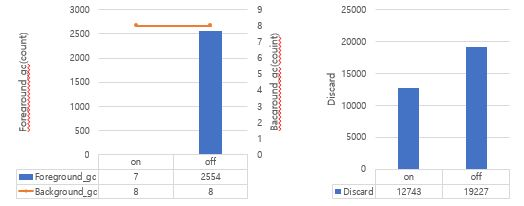 3000
2500
2000
1500
1000
500
0
Foreground_gc(count)
9
8
7
6
5
4
3
2
1
0
Bacground_gc(couint)
on off
Foreground_gc 7 2554
Background_gc 8 8
25000
20000
15000
10000
5000
0
Discard
on off
Discard 12743 19227